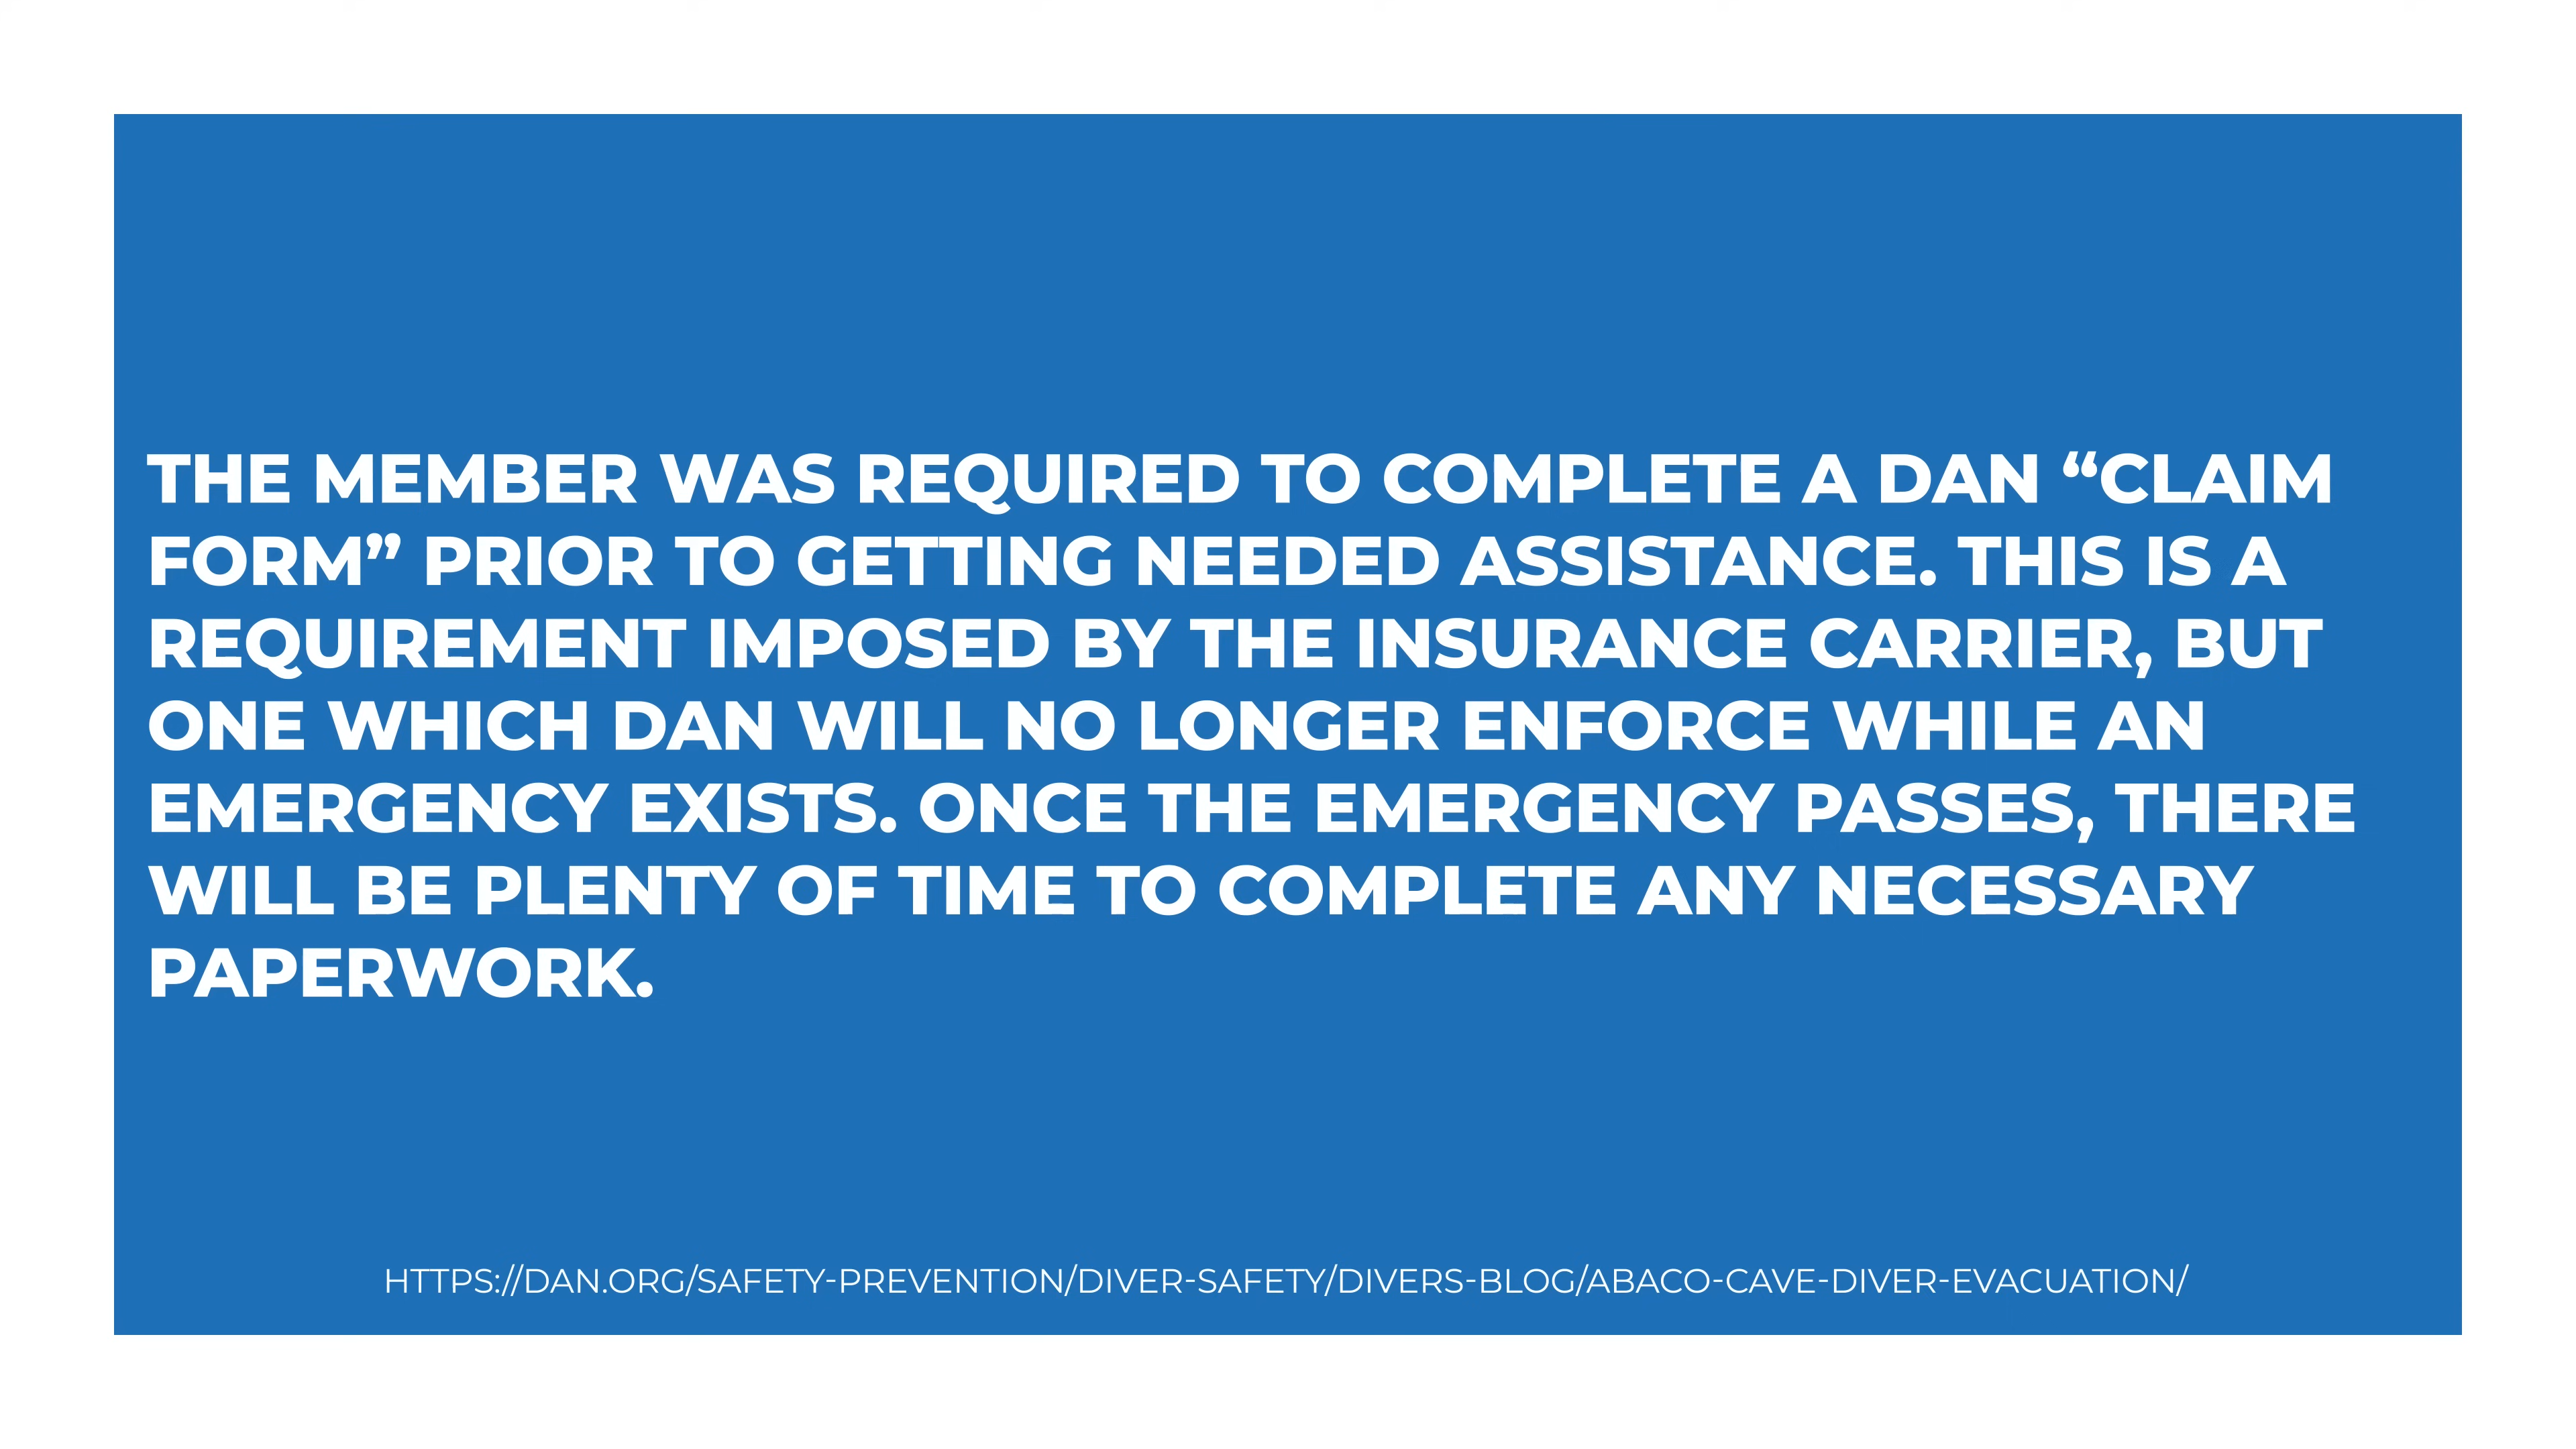 THE MEMBER WAS REQUIRED TO COMPLETE A DAN “CLAIM
FORM” PRIOR TO GETTING NEEDED ASSISTANCE. THIS IS A
REQUIREMENT IMPOSED BY THE INSURANCE CARRIER, BUT
ONE WHICH DAN WILL NO LONGER ENFORCE WHILE AN
EMERGENCY EXISTS. ONCE THE EMERGENCY PASSES, THERE
WILL BE PLENTY OF TIME TO COMPLETE ANY NECESSARY
PAPERWORK.
HTTPS://DAN.ORG/SAFETY-PREVENTION/DIVER-SAFETY/DIVERS-BLOG/ABACO-CAVE-DIVER-EVACUATION/